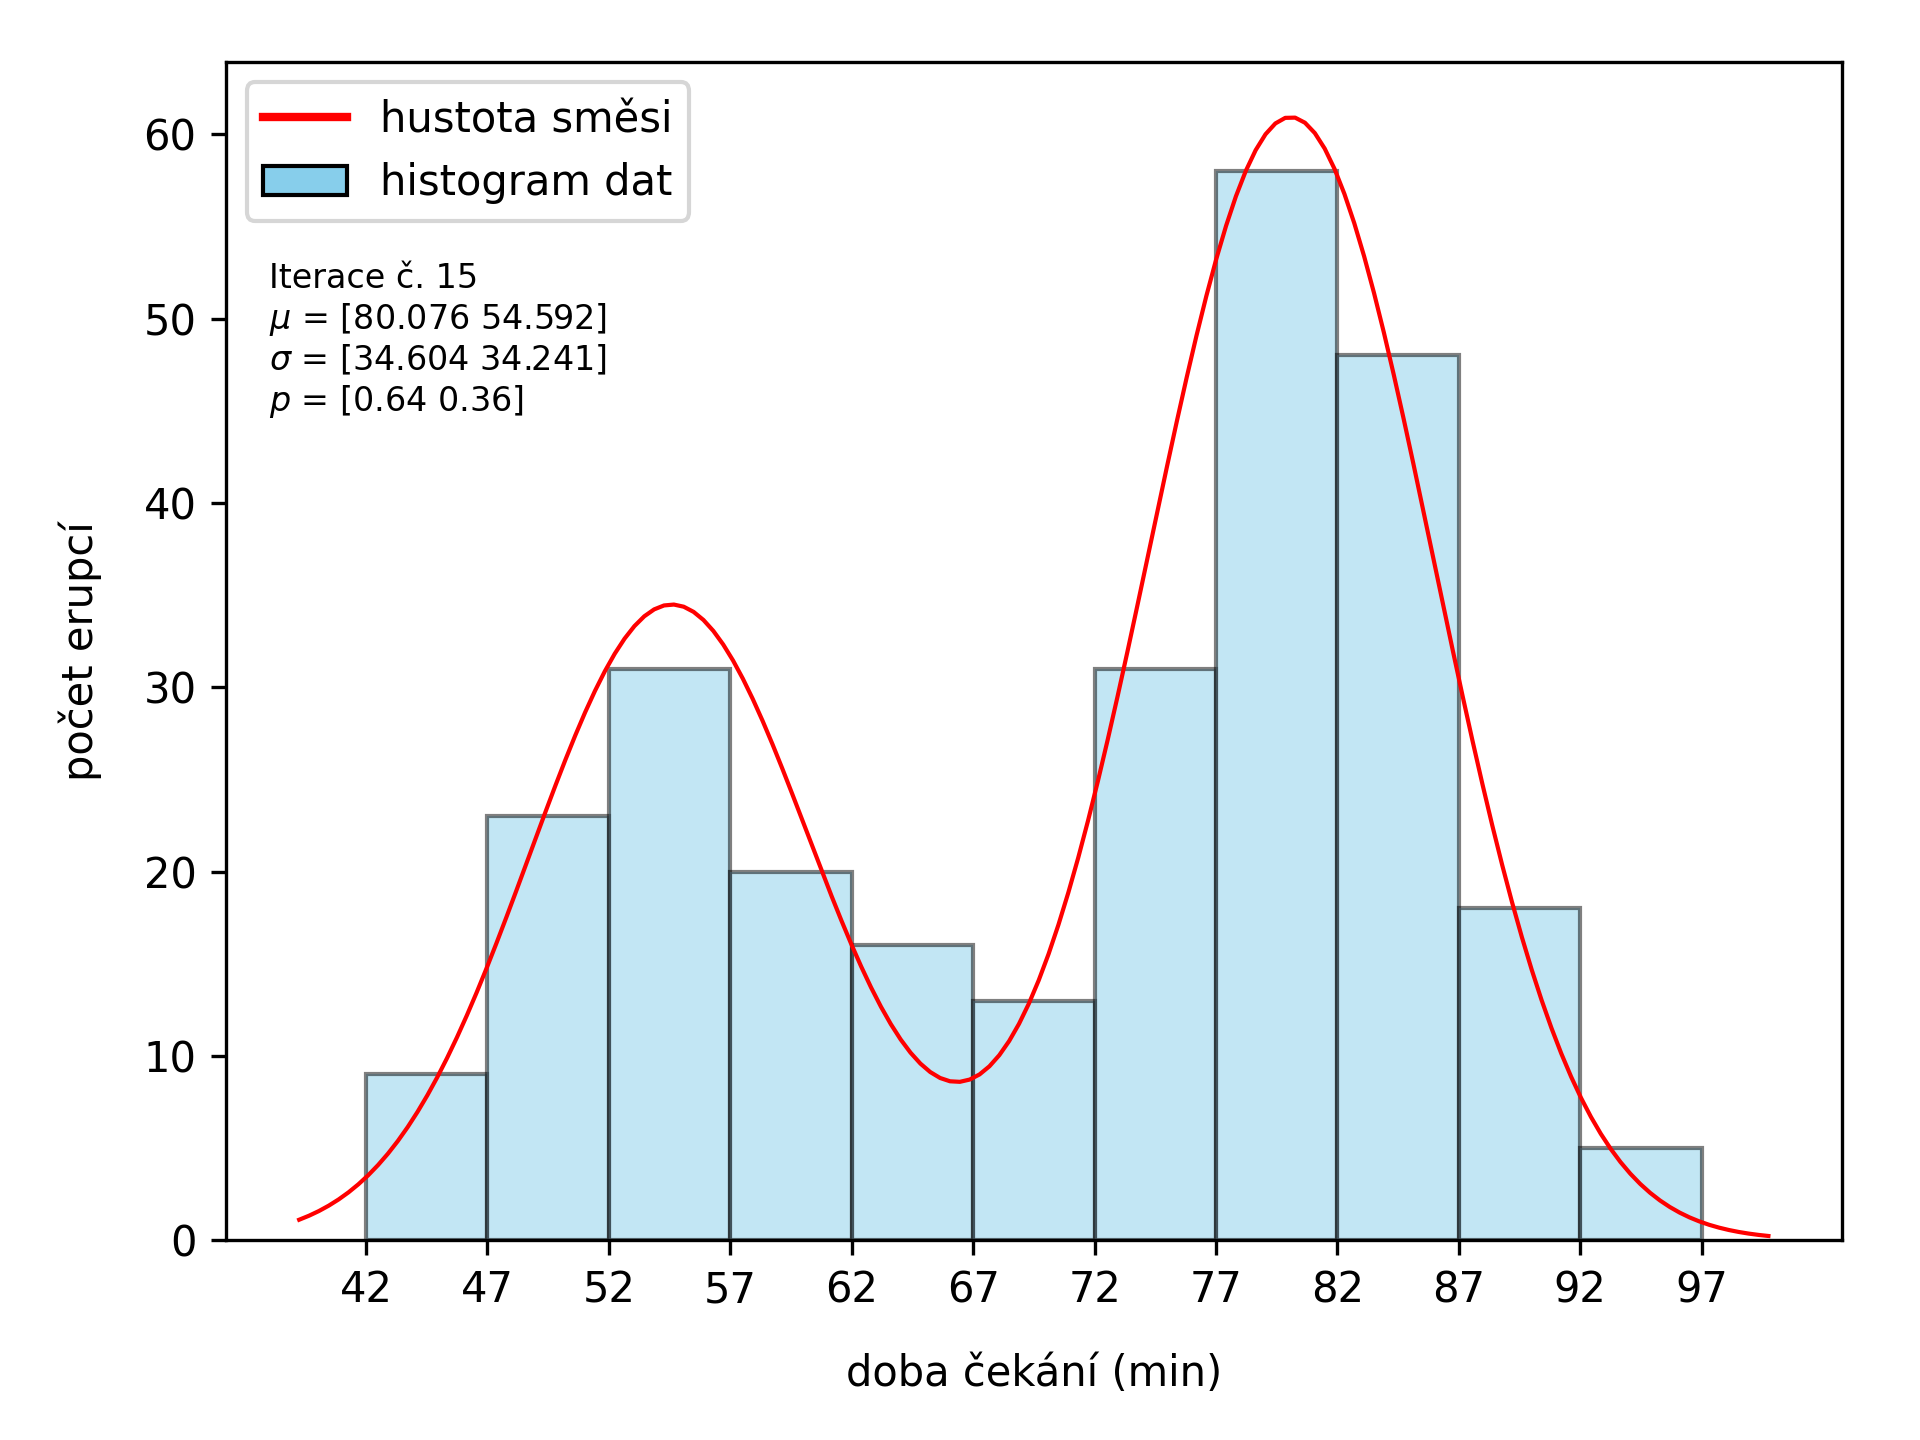 hustota směsi
histogram dat
Iterace č. 15
μ = [80.076 54.592]
σ = [34.604 34.241]
p = [0.64 0.36]
60
50
40
30
20
10
0
počet erupcí
42 47 52 57 62 67 72 77 82 87 92 97
doba čekání (min)